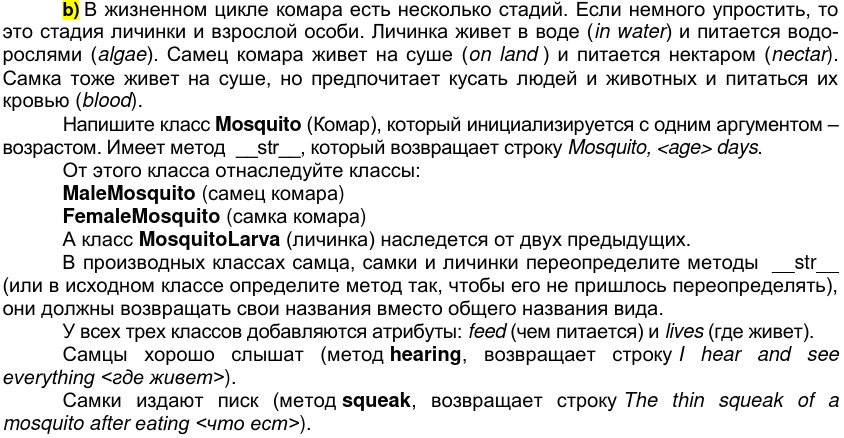 b) В жизненном цикле комара есть несколько стадий. Если немного упростить, то
это стадия личинки и взрослой особи. Личинка живет в воде (in water) и питается водо-
рослями (algae). Самец комара живет на суше (on land ) и питается нектаром (nectar).
Самка тоже живет на суше, но предпочитает кусать людей и животных и питаться их
кровью (blood).
Напишите класс Mosquito (Комар), который инициализируется с одним аргументом –
возрастом. Имеет метод __str__, который возвращает строку Mosquito, <age> days.
От этого класса отнаследуйте классы:
MaleMosquito (самец комара)
FemaleMosquito (самка комара)
А класс MosquitoLarva (личинка) наследется от двух предыдущих.
В производных классах самца, самки и личинки переопределите методы __str__
(или в исходном классе определите метод так, чтобы его не пришлось переопределять),
они должны возвращать свои названия вместо общего названия вида.
У всех трех классов добавляются атрибуты: feed (чем питается) и lives (где живет).
Самцы хорошо слышат (метод hearing, возвращает строку I hear and see
everything <где живет>).
Самки издают писк (метод squeak, возвращает строку The thin squeak of a
mosquito after eating <что ест>).